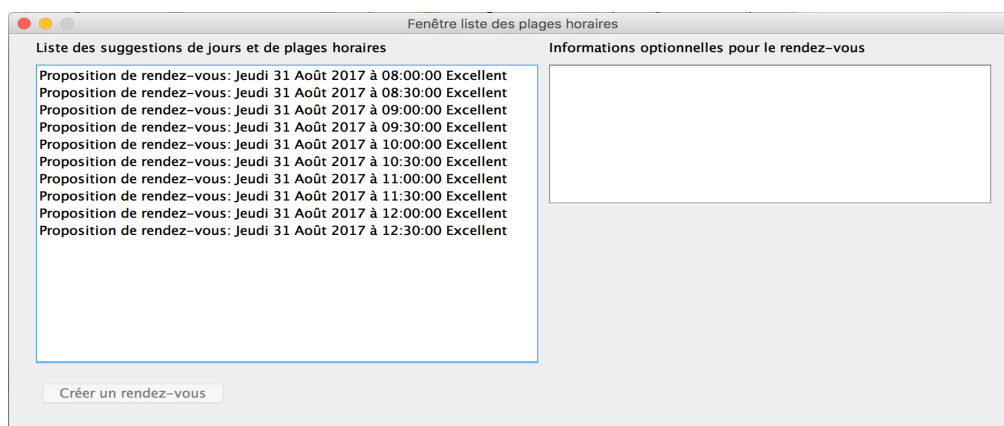 Fenêtre liste des plages horaires
Liste des suggestions de jours et de plages horaires
Informations optionnelles pour le rendez-vous
Proposition de rendez-vous: Jeudi 31 Août 2017 à 08:00:00 Excellent
Proposition de rendez-vous: Jeudi 31 Août 2017 à 08:30:00 Excellent
Proposition de rendez-vous: Jeudi 31 Août 2017 à 09:00:00 Excellent
Proposition de rendez-vous: Jeudi 31 Août 2017 à 09:30:00 Excellent
Proposition de rendez-vous: Jeudi 31 Août 2017 à 10:00:00 Excellent
Proposition de rendez-vous: Jeudi 31 Août 2017 à 10:30:00 Excellent
Proposition de rendez-vous: Jeudi 31 Août 2017 à 11:00:00 Excellent
Proposition de rendez-vous: Jeudi 31 Août 2017 à 11:30:00 Excellent
Proposition de rendez-vous: Jeudi 31 Août 2017 à 12:00:00 Excellent
Proposition de rendez-vous: Jeudi 31 Août 2017 à 12:30:00 Excellent
Créer un rendez-vous